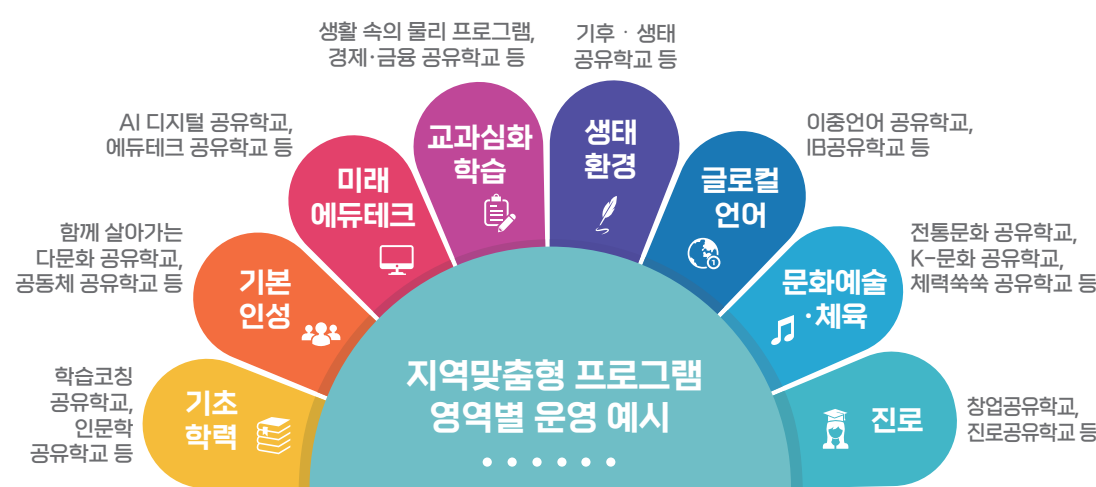 생활 속의 물리 프로그램,
경제·금융 공유학교 등
기후 · 생태
공유학교 등
AI 디지털 공유학교,
에듀테크 공유학교 등
이중언어 공유학교,
IB공유학교 등
함께 살아가는
다문화 공유학교,
공동체 공유학교 등
전통문화 공유학교,
K-문화 공유학교,
체력쑥쑥 공유학교 등
학습코칭
공유학교,
인문학
공유학교 등
창업공유학교,
진로공유학교 등
기초
학력
기본
인성
미래
에듀테크
교과심화
학습
생태
환경
글로컬
언어
문화예술
·체육
진로
지역맞춤형 프로그램
영역별 운영 예시